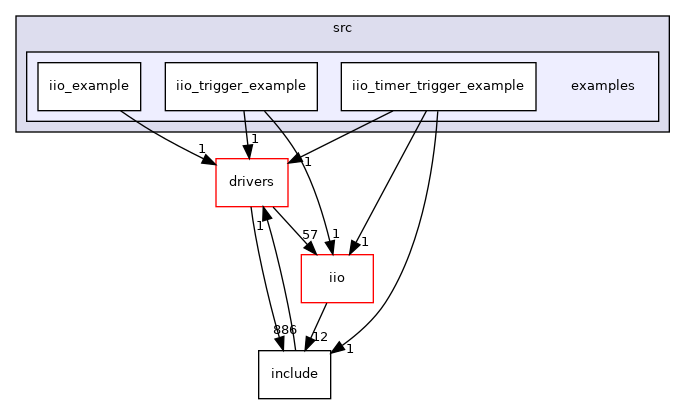 src
iio_example
iio_trigger_example
iio_timer_trigger_example
examples
1
1
1
drivers
1
57
1
1
iio
886
12
1
include